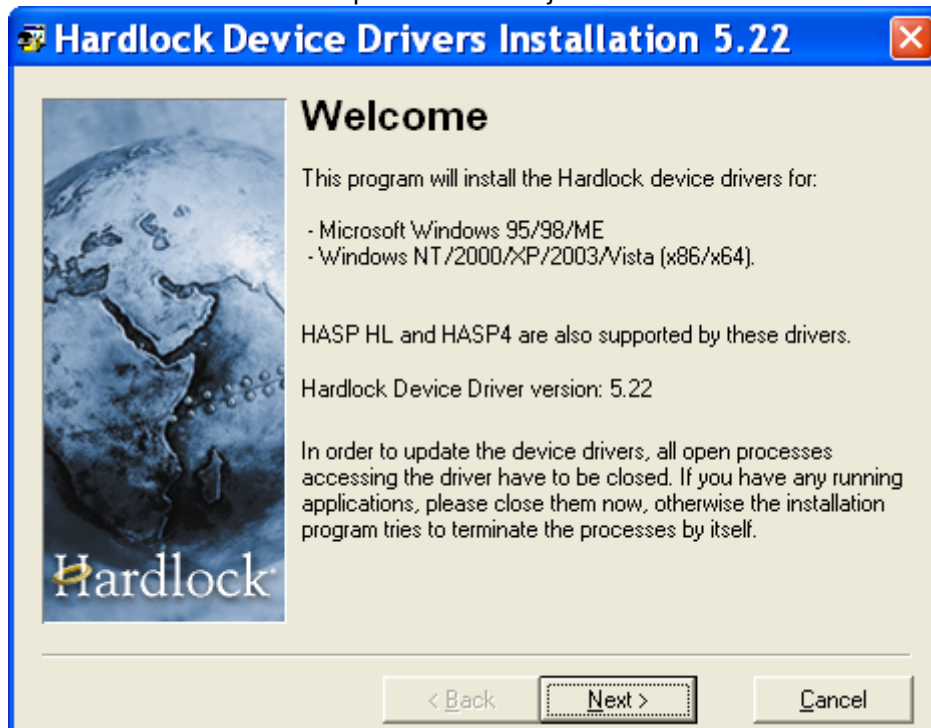 Hardlock Device Drivers Installation 5.22
Welcome
This program will install the Hardlock device drivers for:
- Microsoft Windows 95/98/ME
- Windows NT/2000/XP/2003/Vista (x86/x64).
HASP HL and HASP4 are also supported by these drivers.
Hardlock Device Driver version: 5.22
In order to update the device drivers, all open processes
accessing the driver have to be closed. If you have any running
applications, please close them now, otherwise the installation
program tries to terminate the processes by itself.
Hardlock
< Back
Next >
Cancel